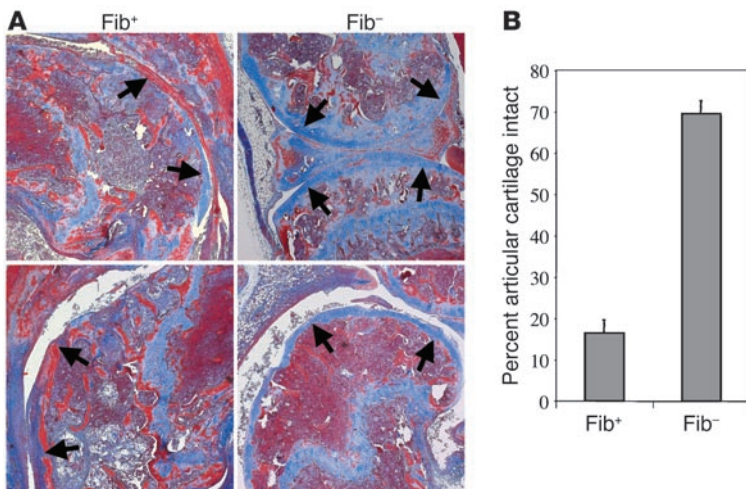 A
Fib⁺
Fib⁻
B
Percent articular cartilage intact
80
70
60
50
40
30
20
10
0
Fib⁺
Fib⁻